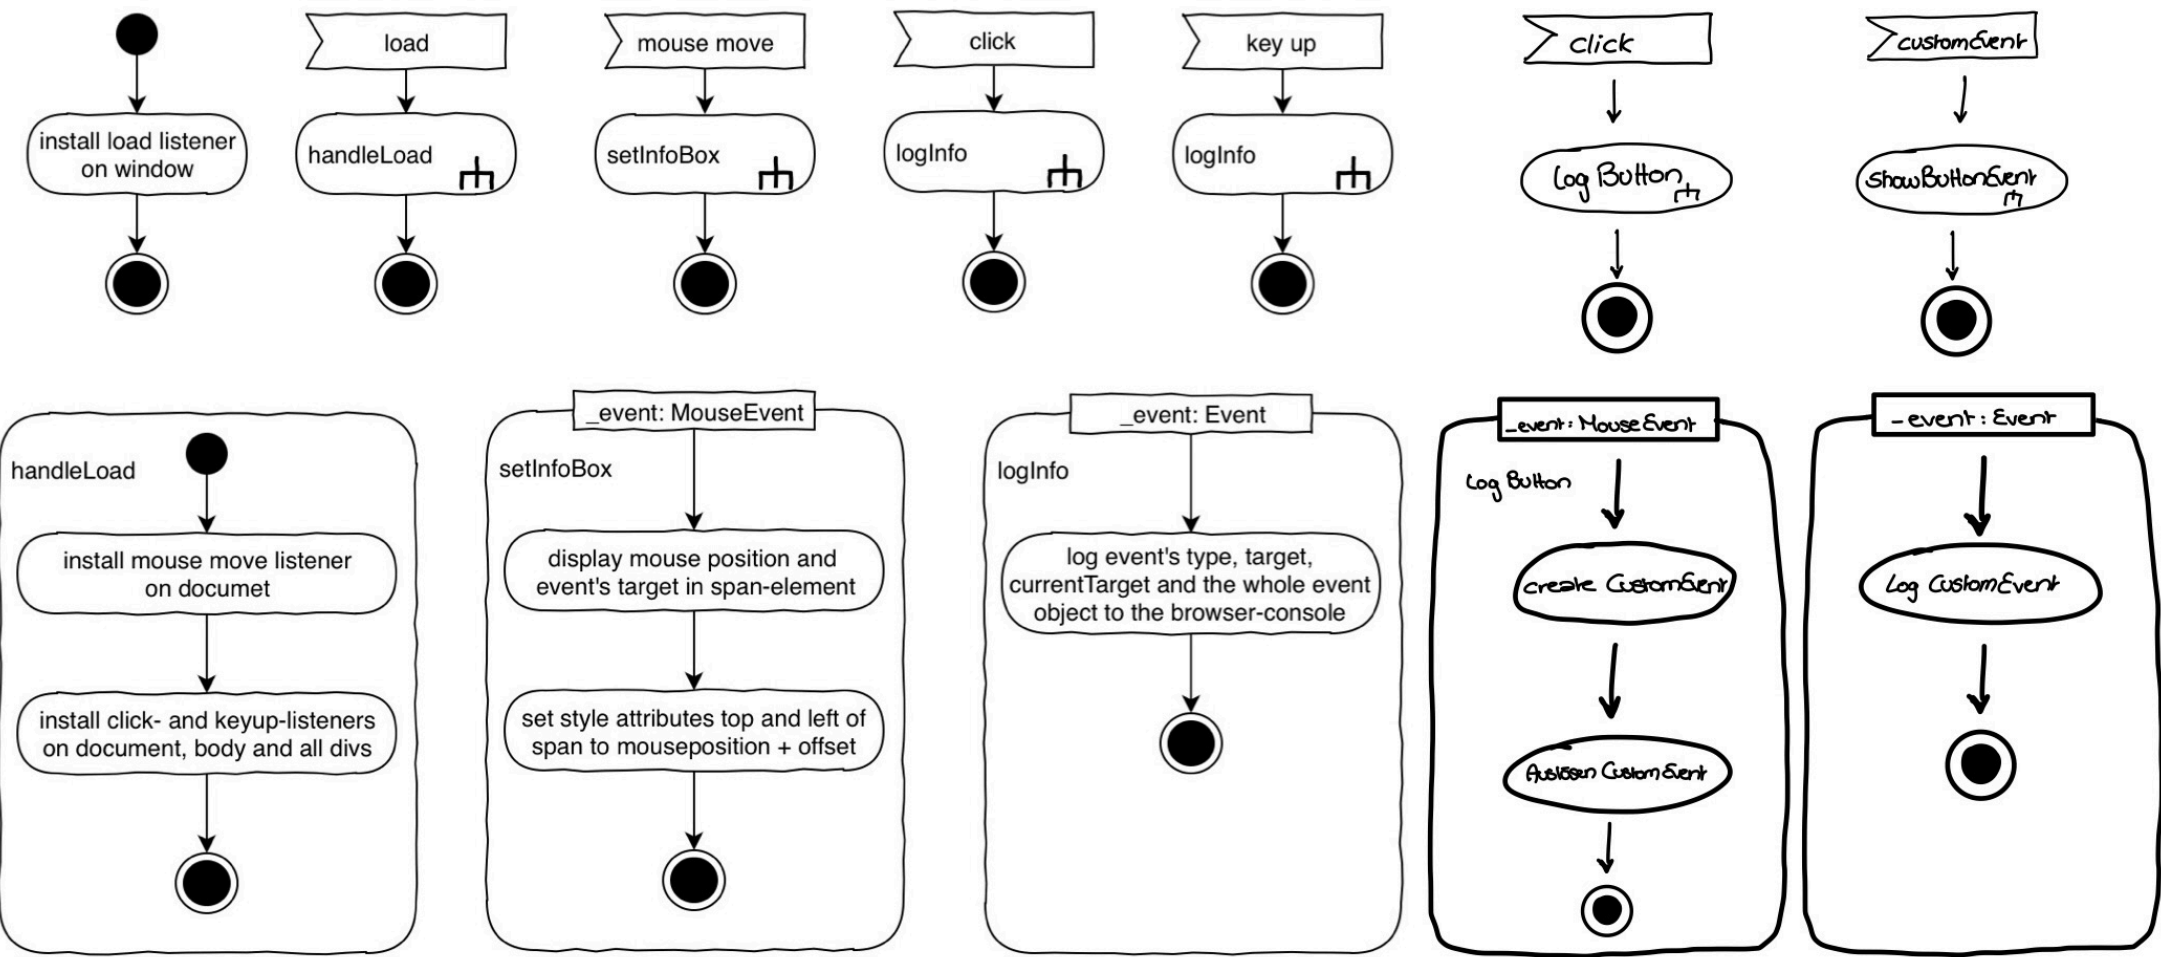 load
mouse move
click
key up
click
customEvent
install load listener
on window
handleLoad
setInfoBox
logInfo
logInfo
Log Button
showButtonEvent
handleLoad
install mouse move listener
on documet
install click- and keyup-listeners
on document, body and all divs
_event: MouseEvent
setInfoBox
display mouse position and
event's target in span-element
set style attributes top and left of
span to mouseposition + offset
_event: Event
logInfo
log event's type, target,
currentTarget and the whole event
object to the browser-console
_event: MouseEvent
Log Button
create CustomEvent
Auslösen CustomEvent
_event: Event
Log CustomEvent